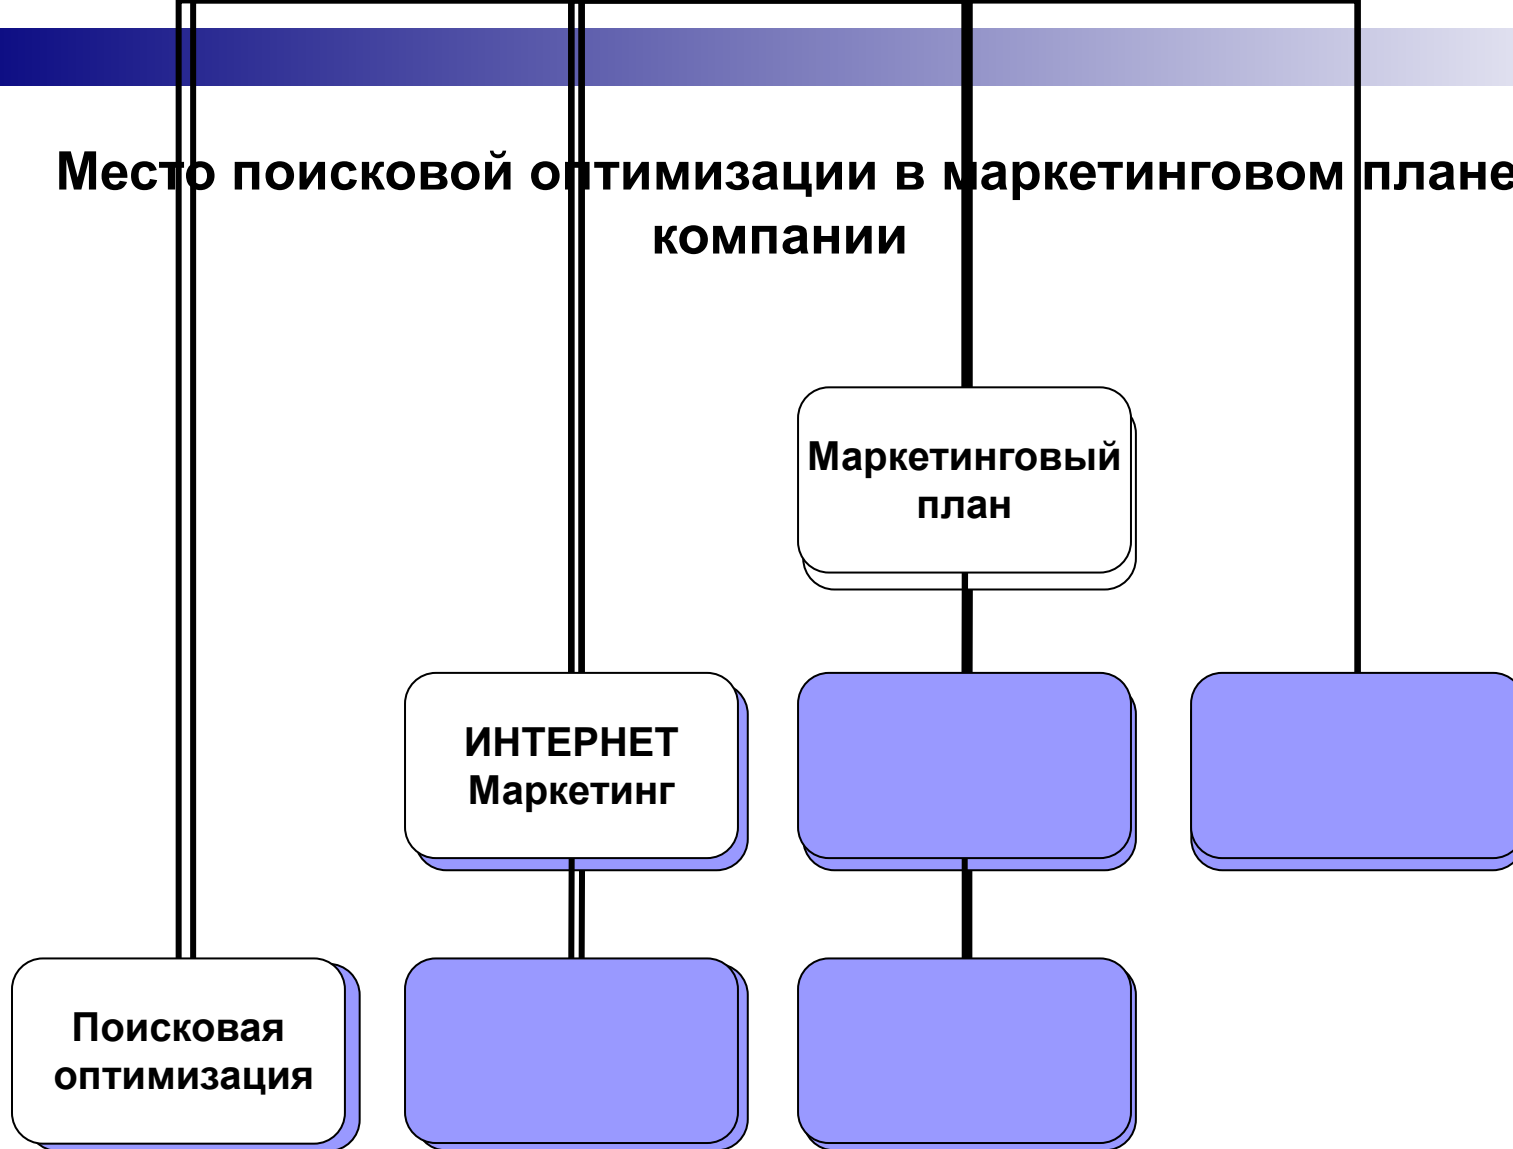 Место поисковой оптимизации в маркетинговом плане
компании
Маркетинговый
план
ИНТЕРНЕТ
Маркетинг
Поисковая
оптимизация